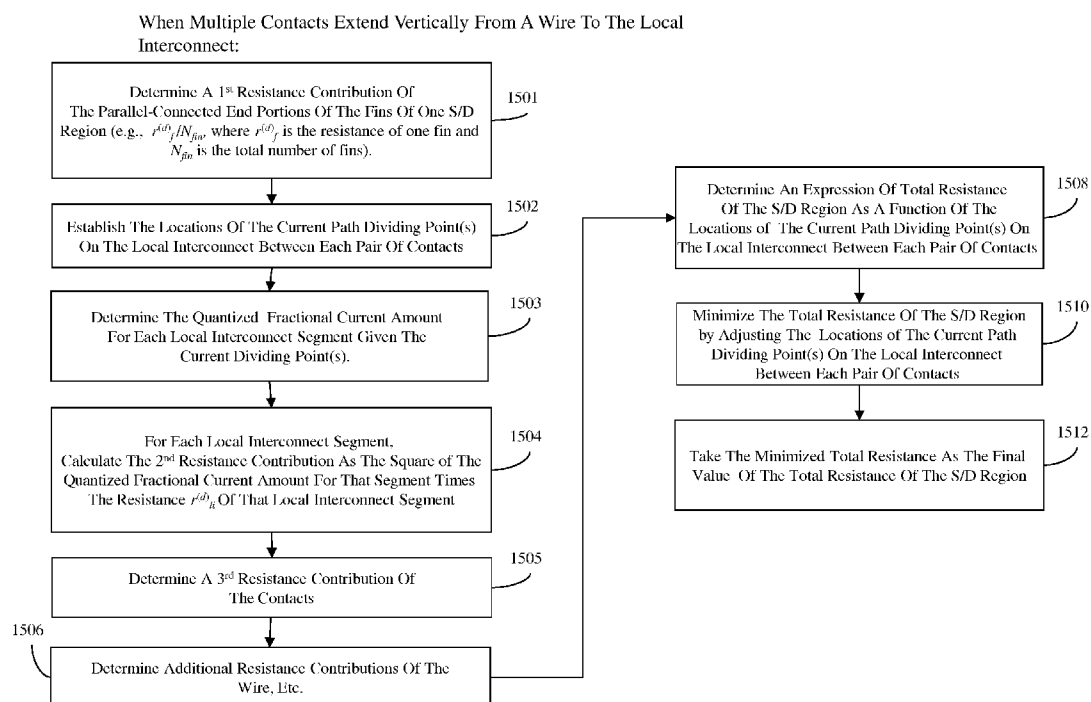 When Multiple Contacts Extend Vertically From A Wire To The Local
Interconnect:
Determine A 1st Resistance Contribution Of
The Parallel-Connected End Portions Of The Fins Of One S/D
Region (e.g., r(d)f/Nfin, where r(d)f is the resistance of one fin and
Nfin is the total number of fins).
1501
Establish The Locations Of The Current Path Dividing Point(s)
On The Local Interconnect Between Each Pair Of Contacts
1502
Determine The Quantized Fractional Current Amount
For Each Local Interconnect Segment Given The
Current Dividing Point(s).
1503
For Each Local Interconnect Segment,
Calculate The 2nd Resistance Contribution As The Square of The
Quantized Fractional Current Amount For That Segment Times
The Resistance r(d)li Of That Local Interconnect Segment
1504
Determine A 3rd Resistance Contribution Of
The Contacts
1505
1506
Determine Additional Resistance Contributions Of The
Wire, Etc.
Determine An Expression Of Total Resistance
Of The S/D Region As A Function Of The
Locations of The Current Path Dividing Point(s) On
The Local Interconnect Between Each Pair Of Contacts
1508
Minimize The Total Resistance Of The S/D Region
by Adjusting The Locations of The Current Path
Dividing Point(s) On The Local Interconnect
Between Each Pair Of Contacts
1510
Take The Minimized Total Resistance As The Final
Value Of The Total Resistance Of The S/D Region
1512